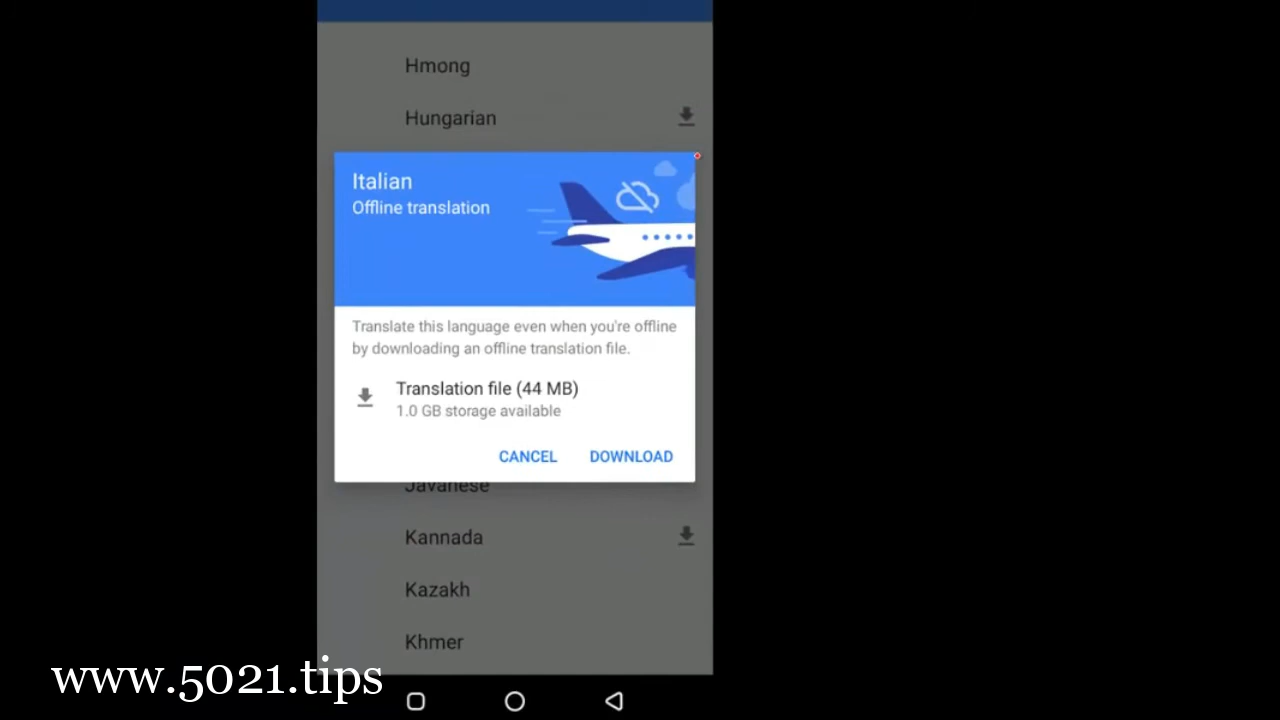 Hmong
Hungarian
Italian
Offline translation
Translate this language even when you're offline
by downloading an offline translation file.
Translation file (44 MB)
1.0 GB storage available
CANCEL DOWNLOAD
Javanese
Kannada
Kazakh
Khmer
www.5021.tips